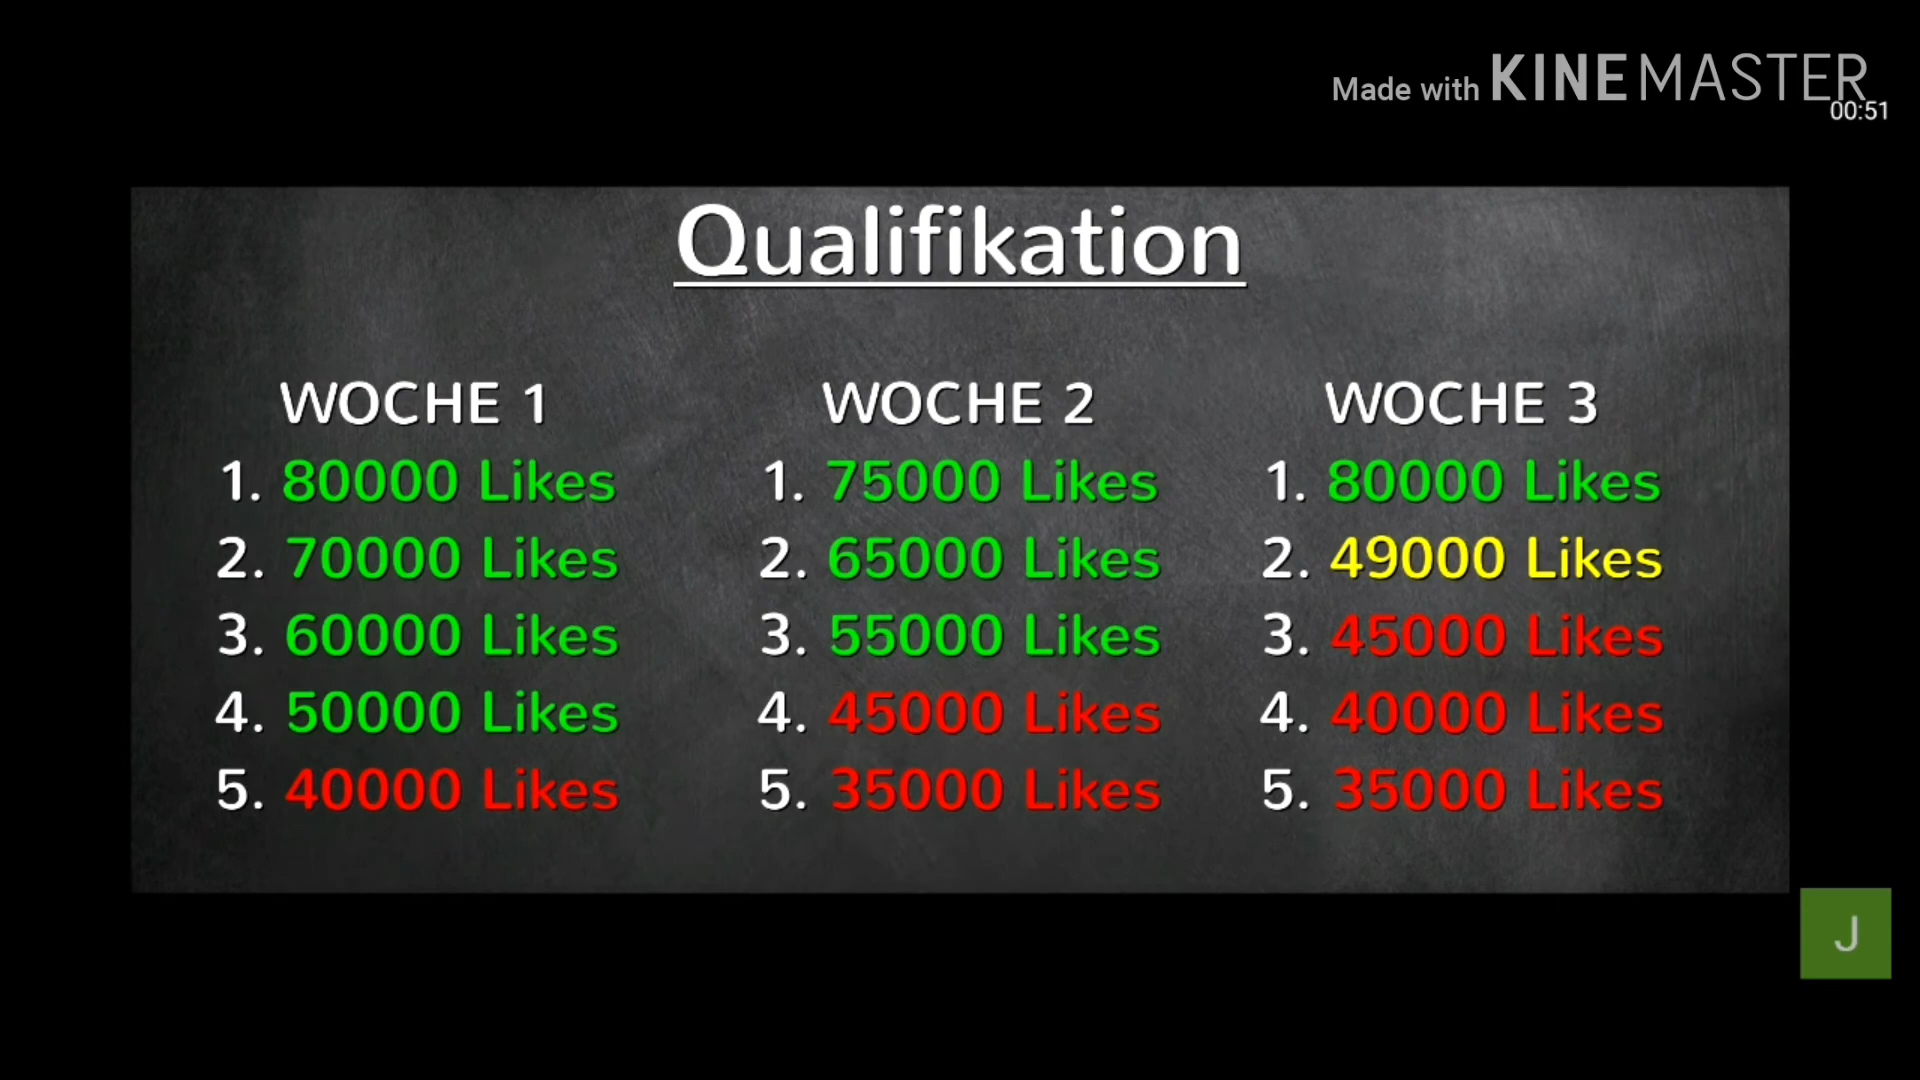 Made with KINEMASTER
00:51
Qualifikation
WOCHE 1
1. 80000 Likes
2. 70000 Likes
3. 60000 Likes
4. 50000 Likes
5. 40000 Likes
WOCHE 2
1. 75000 Likes
2. 65000 Likes
3. 55000 Likes
4. 45000 Likes
5. 35000 Likes
WOCHE 3
1. 80000 Likes
2. 49000 Likes
3. 45000 Likes
4. 40000 Likes
5. 35000 Likes
J